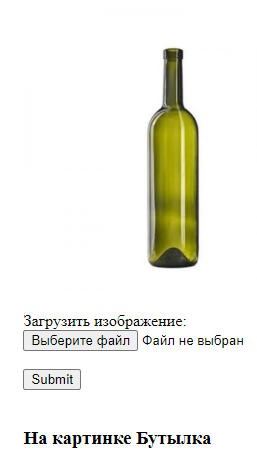 Загрузить изображение:
Выберите файл Файл не выбран
Submit
На картинке Бутылка